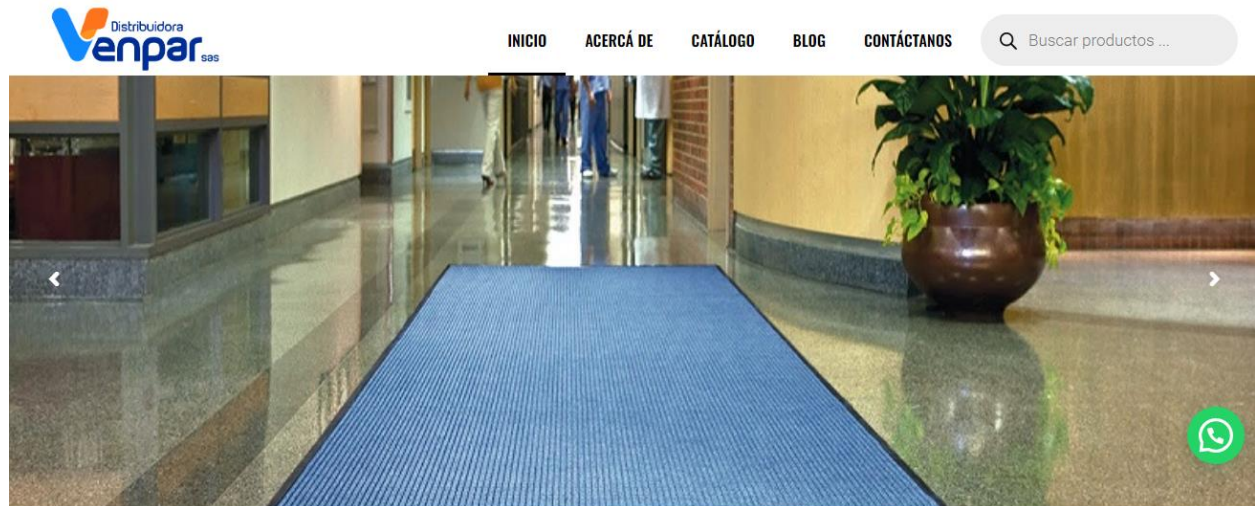 Distribuidora
Venpar sas
INICIO
ACERCÁ DE
CATÁLOGO
BLOG
CONTÁCTANOS
Buscar productos ...